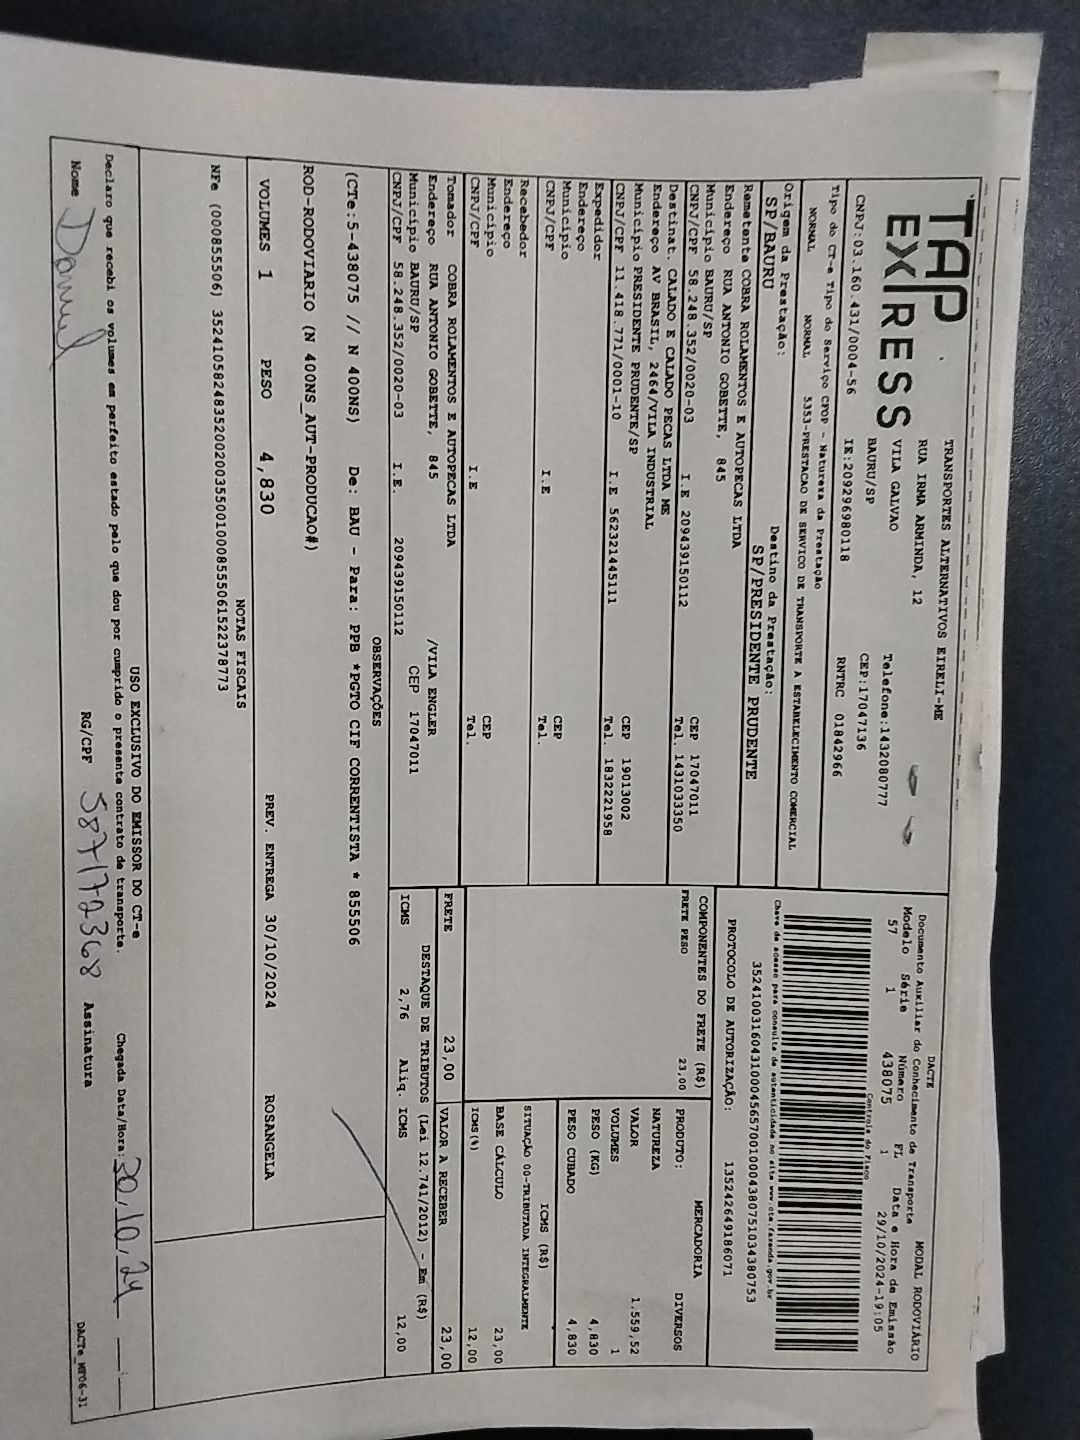 TAP
EXPRESS
TRANSPORTES ALTERNATIVOS EIRELI-ME
RUA IRMA ARMINDA, 12
VILA GALVAO
BAURU/SP
Telefone:1432080777
CEP:17047136
CNPJ:03.160.431/0004-56
IE:209296980118
RNTRC 01842966
Tipo do CT-e Tipo do Serviço CFOP - Natureza da Prestação
NORMAL NORMAL 5353-PRESTACAO DE SERVICO DE TRANSPORTE A ESTABELECIMENTO COMERCIAL
Origem da Prestação: Destino da Prestação:
SP/BAURU SP/PRESIDENTE PRUDENTE
Remetente COBRA ROLAMENTOS E AUTOPECAS LTDA
Endereço RUA ANTONIO GOBETTE, 845
Município BAURU/SP CEP 17047011
CNPJ/CPF 58.248.352/0020-03 I.E 209439150112 Tel. 1431033350
Destinat. CALADO E CALADO PECAS LTDA ME
Endereço AV BRASIL, 2464/VILA INDUSTRIAL
Município PRESIDENTE PRUDENTE/SP CEP 19013002
CNPJ/CPF 11.418.771/0001-10 I.E 562321445111 Tel. 1832221958
Expedidor
Endereço
Município CEP
CNPJ/CPF I.E Tel.
Recebedor
Endereço
Município CEP
CNPJ/CPF I.E Tel.
Tomador COBRA ROLAMENTOS E AUTOPECAS LTDA
Endereço RUA ANTONIO GOBETTE, 845 /VILA ENGLER
Município BAURU/SP CEP 17047011
CNPJ/CPF 58.248.352/0020-03 I.E. 209439150112
DACTE
Documento Auxiliar do Conhecimento de Transporte MODAL RODOVIÁRIO
Modelo Série Número FL Data e Hora de Emissão
57 1 438075 1 29/10/2024-19:05
Controle do Fisco
Chave de acesso para consulta de autenticidade no site www.cte.fazenda.gov.br
35241003160431000456570010004380751034380753
PROTOCOLO DE AUTORIZAÇÃO: 135242649186071
COMPONENTES DO FRETE (R$)
FRETE PESO 23,00
PRODUTO: MERCADORIA
NATUREZA DIVERSOS
VALOR 1.559,52
VOLUMES 1
PESO (KG) 4,830
PESO CUBADO 4,830
ICMS (R$)
SITUAÇÃO 00-TRIBUTADA INTEGRALMENTE
BASE CÁLCULO 23,00
ICMS(%) 12,00
FRETE 23,00 VALOR A RECEBER 23,00
DESTAQUE DE TRIBUTOS (Lei 12.741/2012) - Em (R$)
ICMS 2,76 Aliq. ICMS 12,00
OBSERVAÇÕES
(CTe:5-438075 // N 400NS) De: BAU - Para: PPB *PGTO CIF CORRENTISTA * 855506
ROD-RODOVIARIO (N 400NS_AUT-PRODUCAO#)
VOLUMES 1 PESO 4,830 PREV. ENTREGA 30/10/2024 ROSANGELA
NOTAS FISCAIS
NFe (000855506) 35241058248352002003550010008555061522378773
USO EXCLUSIVO DO EMISSOR DO CT-e
Declaro que recebi os volumes em perfeito estado pelo que dou por cumprido o presente contrato de transporte. Chegada Data/Hora: 30/10/24
Nome Daniel RG/CPF 587172368 Assinatura
DACTe_MP06-31